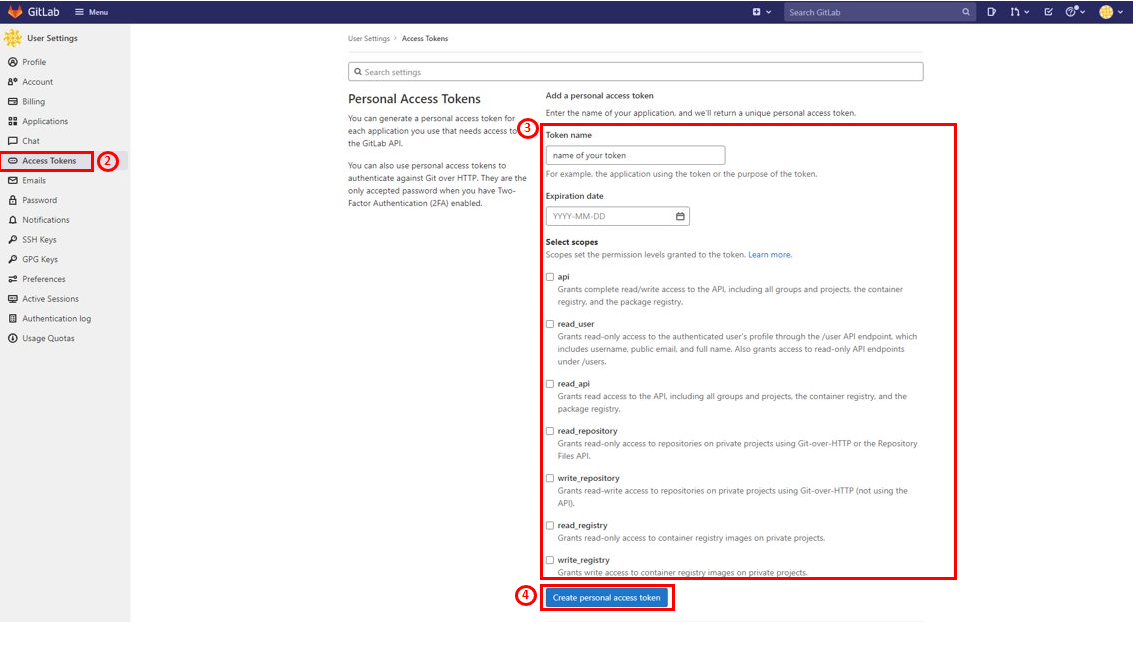 GitLab
Menu
Search GitLab
User Settings
Profile
Account
Billing
Applications
Chat
Access Tokens
2
Emails
Password
Notifications
SSH Keys
GPG Keys
Preferences
Active Sessions
Authentication log
Usage Quotas
User Settings > Access Tokens
Search settings
Personal Access Tokens
You can generate a personal access token for
each application you use that needs access to
the GitLab API.
You can also use personal access tokens to
authenticate against Git over HTTP. They are the
only accepted password when you have Two-
Factor Authentication (2FA) enabled.
Add a personal access token
Enter the name of your application, and we'll return a unique personal access token.
3
Token name
name of your token
For example, the application using the token or the purpose of the token.
Expiration date
YYYY-MM-DD
Select scopes
Scopes set the permission levels granted to the token. Learn more.
api
Grants complete read/write access to the API, including all groups and projects, the container
registry, and the package registry.
read_user
Grants read-only access to the authenticated user's profile through the /user API endpoint, which
includes username, public email, and full name. Also grants access to read-only API endpoints
under /users.
read_api
Grants read access to the API, including all groups and projects, the container registry, and the
package registry.
read_repository
Grants read-only access to repositories on private projects using Git-over-HTTP or the Repository
Files API.
write_repository
Grants read-write access to repositories on private projects using Git-over-HTTP (not using the
API).
read_registry
Grants read-only access to container registry images on private projects.
write_registry
Grants write access to container registry images on private projects.
4
Create personal access token